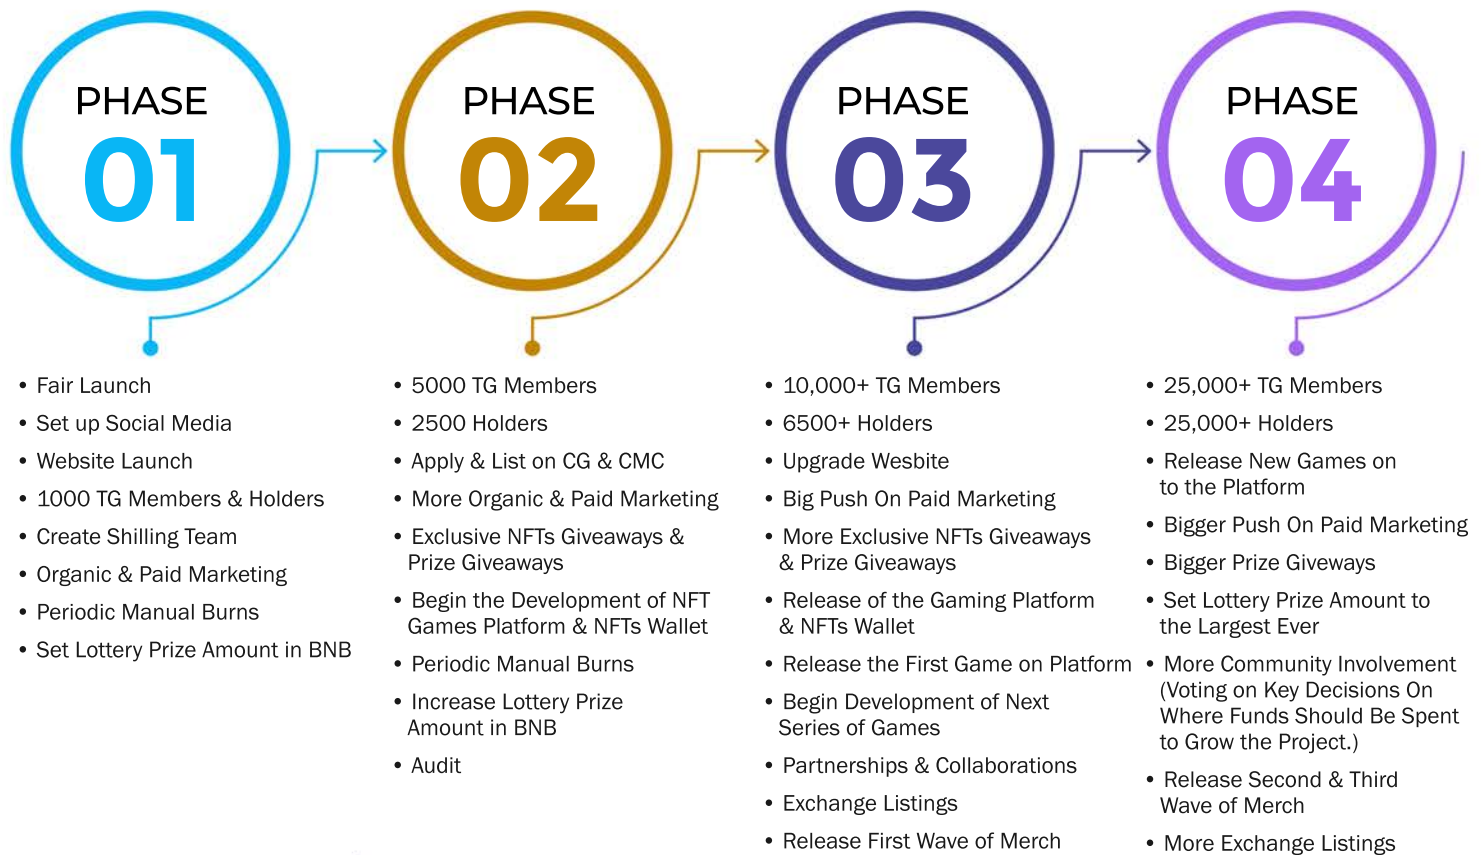 PHASE
01
• Fair Launch
• Set up Social Media
• Website Launch
• 1000 TG Members & Holders
• Create Shilling Team
• Organic & Paid Marketing
• Periodic Manual Burns
• Set Lottery Prize Amount in BNB
PHASE
02
• 5000 TG Members
• 2500 Holders
• Apply & List on CG & CMC
• More Organic & Paid Marketing
• Exclusive NFTs Giveaways &
Prize Giveaways
• Begin the Development of NFT
Games Platform & NFTs Wallet
• Periodic Manual Burns
• Increase Lottery Prize
Amount in BNB
• Audit
PHASE
03
• 10,000+ TG Members
• 6500+ Holders
• Upgrade Wesbite
• Big Push On Paid Marketing
• More Exclusive NFTs Giveaways
& Prize Giveaways
• Release of the Gaming Platform
& NFTs Wallet
• Release the First Game on Platform
• Begin Development of Next
Series of Games
• Partnerships & Collaborations
• Exchange Listings
• Release First Wave of Merch
PHASE
04
• 25,000+ TG Members
• 25,000+ Holders
• Release New Games on
to the Platform
• Bigger Push On Paid Marketing
• Bigger Prize Giveways
• Set Lottery Prize Amount to
the Largest Ever
• More Community Involvement
(Voting on Key Decisions On
Where Funds Should Be Spent
to Grow the Project.)
• Release Second & Third
Wave of Merch
• More Exchange Listings